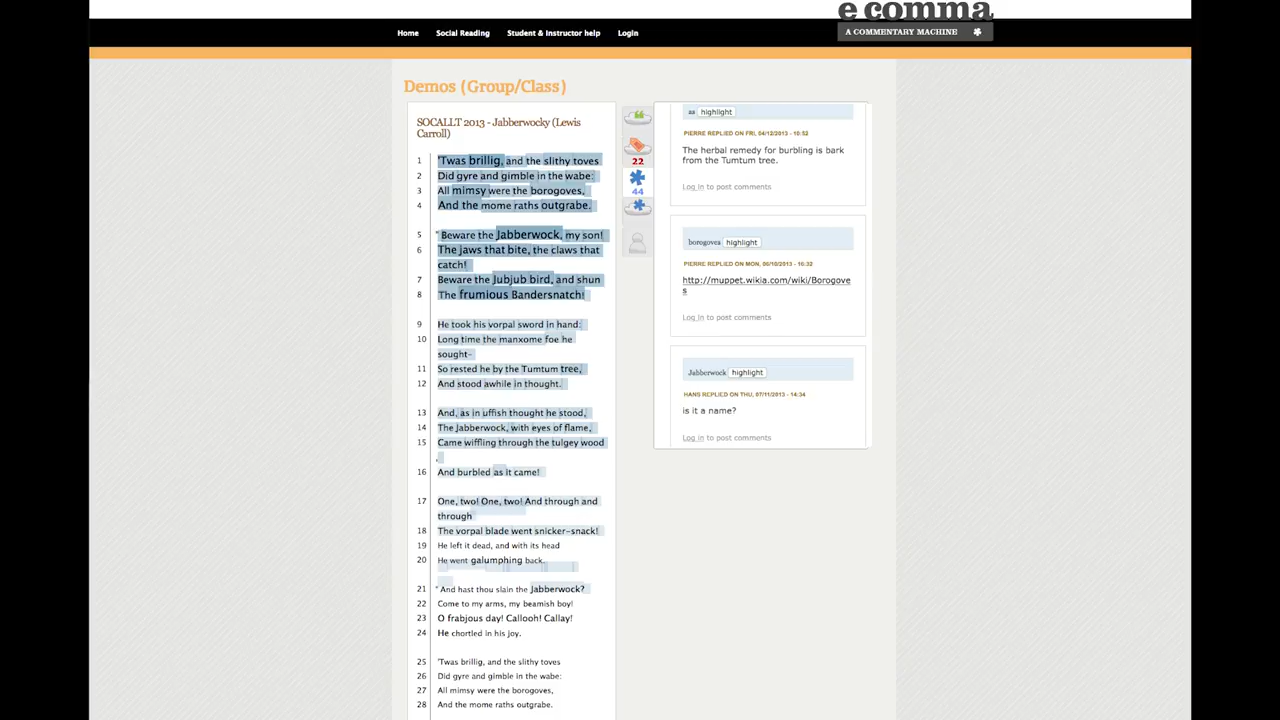 e comma
Home Social Reading Student & Instructor help Login
A COMMENTARY MACHINE *
Demos (Group/Class)
SOCALLT 2013 - Jabberwocky (Lewis
Carroll)
1 'Twas brillig, and the slithy toves
2 Did gyre and gimble in the wabe:
3 All mimsy were the borogoves,
4 And the mome raths outgrabe.
5 " Beware the Jabberwock, my son!
6 The jaws that bite, the claws that
catch!
7 Beware the Jubjub bird, and shun
8 The frumious Bandersnatch!
9 He took his vorpal sword in hand:
10 Long time the manxome foe he
sought-
11 So rested he by the Tumtum tree,
12 And stood awhile in thought.
13 And, as in uffish thought he stood,
14 The Jabberwock, with eyes of flame,
15 Came wiffling through the tulgey wood
,
16 And burbled as it came!
17 One, two! One, two! And through and
through
18 The vorpal blade went snicker-snack!
19 He left it dead, and with its head
20 He went galumphing back.
21 " And hast thou slain the Jabberwock?
22 Come to my arms, my beamish boy!
23 O frabjous day! Callooh! Callay!
24 He chortled in his joy.
25 'Twas brillig, and the slithy toves
26 Did gyre and gimble in the wabe:
27 All mimsy were the borogoves,
28 And the mome raths outgrabe.
22
44
as highlight
PIERRE REPLIED ON FRI, 04/12/2013 - 10:52
The herbal remedy for burbling is bark
from the Tumtum tree.
Log in to post comments
borogoves highlight
PIERRE REPLIED ON MON, 06/10/2013 - 16:32
http://muppet.wikia.com/wiki/Borogove
s
Log in to post comments
Jabberwock highlight
HANS REPLIED ON THU, 07/11/2013 - 14:34
is it a name?
Log in to post comments